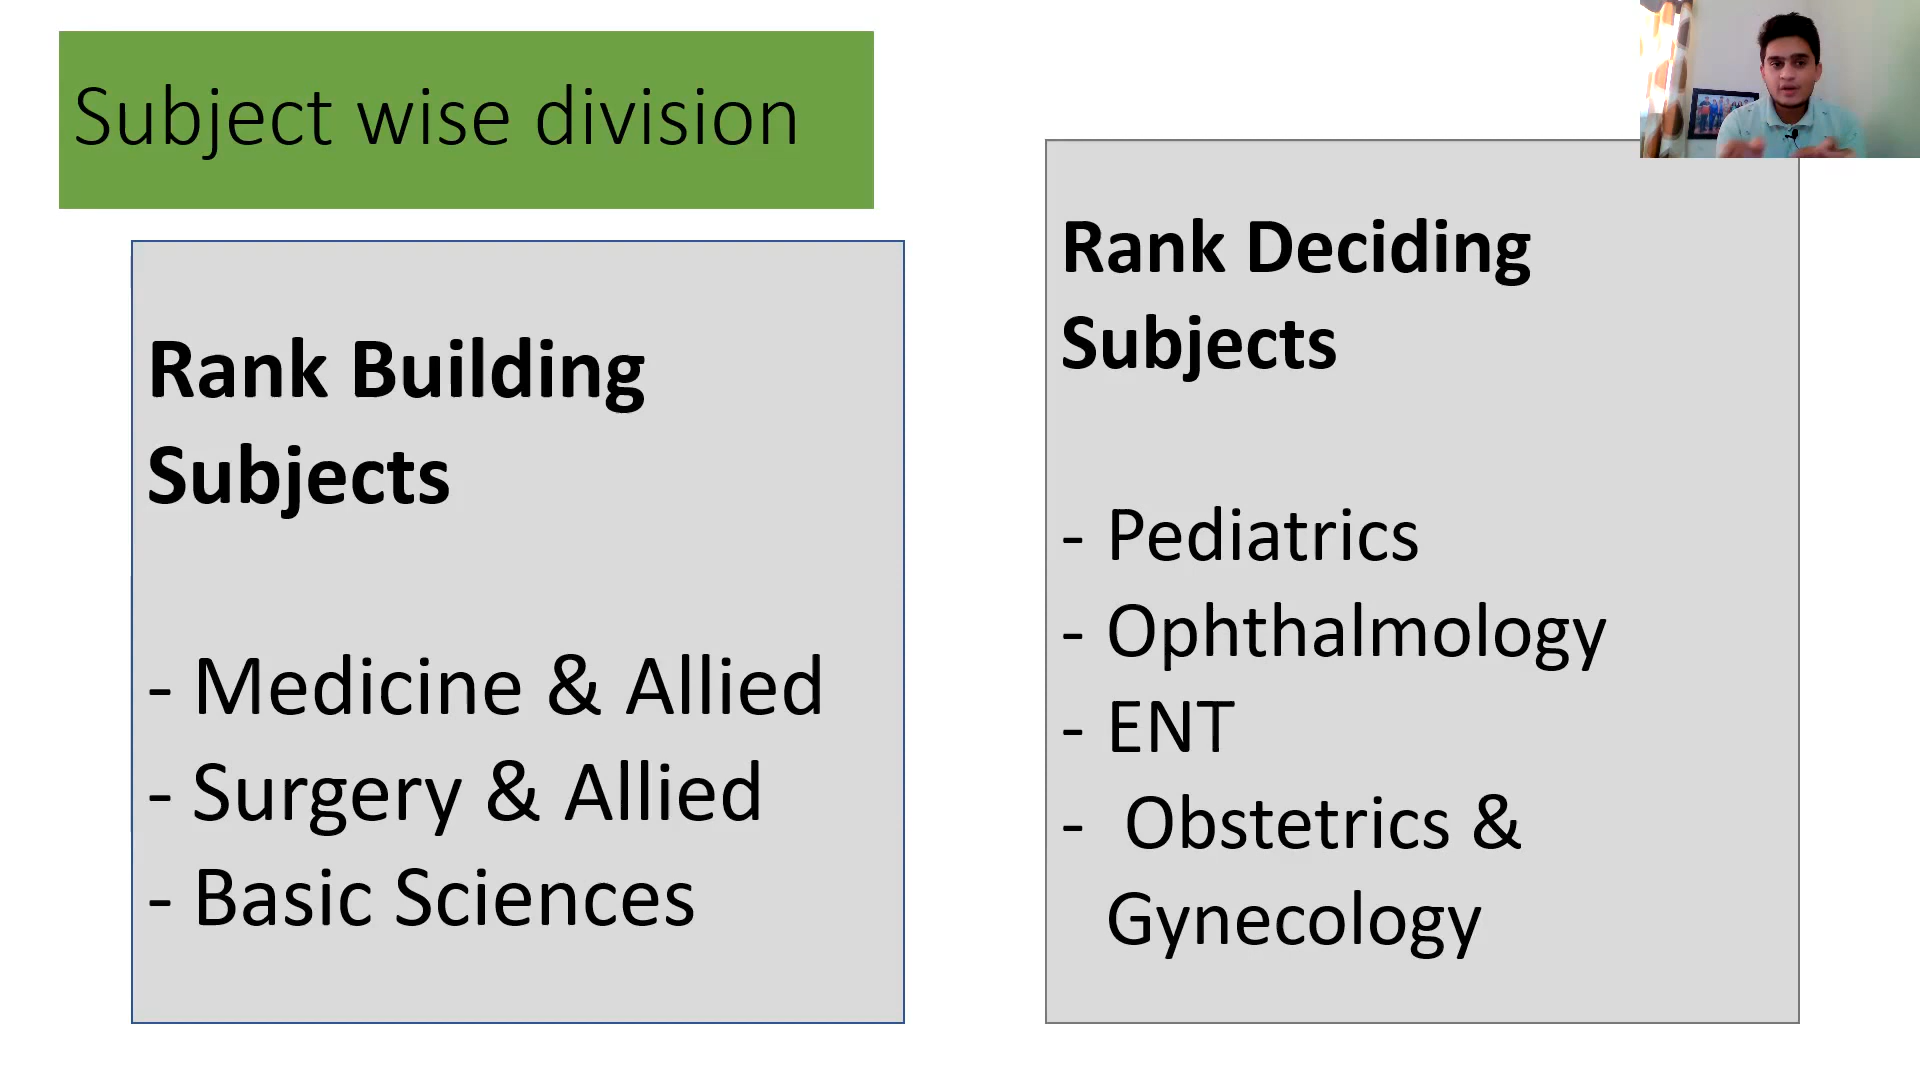 Subject wise division
Rank Building
Subjects
- Medicine & Allied
- Surgery & Allied
- Basic Sciences
Rank Deciding
Subjects
- Pediatrics
- Ophthalmology
- ENT
- Obstetrics &
Gynecology